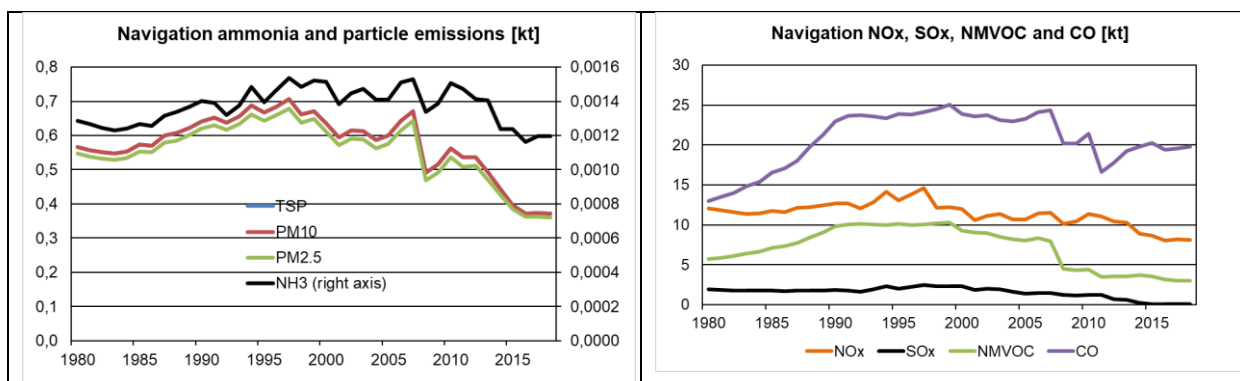 Navigation ammonia and particle emissions [kt]
0,8
0,7
0,6
0,5
0,4
0,3
0,2
0,1
0,0
0,0016
0,0014
0,0012
0,0010
0,0008
0,0006
0,0004
0,0002
0,0000
TSP
PM10
PM2.5
NH3 (right axis)
1980 1985 1990 1995 2000 2005 2010 2015
Navigation NOx, SOx, NMVOC and CO [kt]
30
25
20
15
10
5
0
1980 1985 1990 1995 2000 2005 2010 2015
NOx SOx NMVOC CO